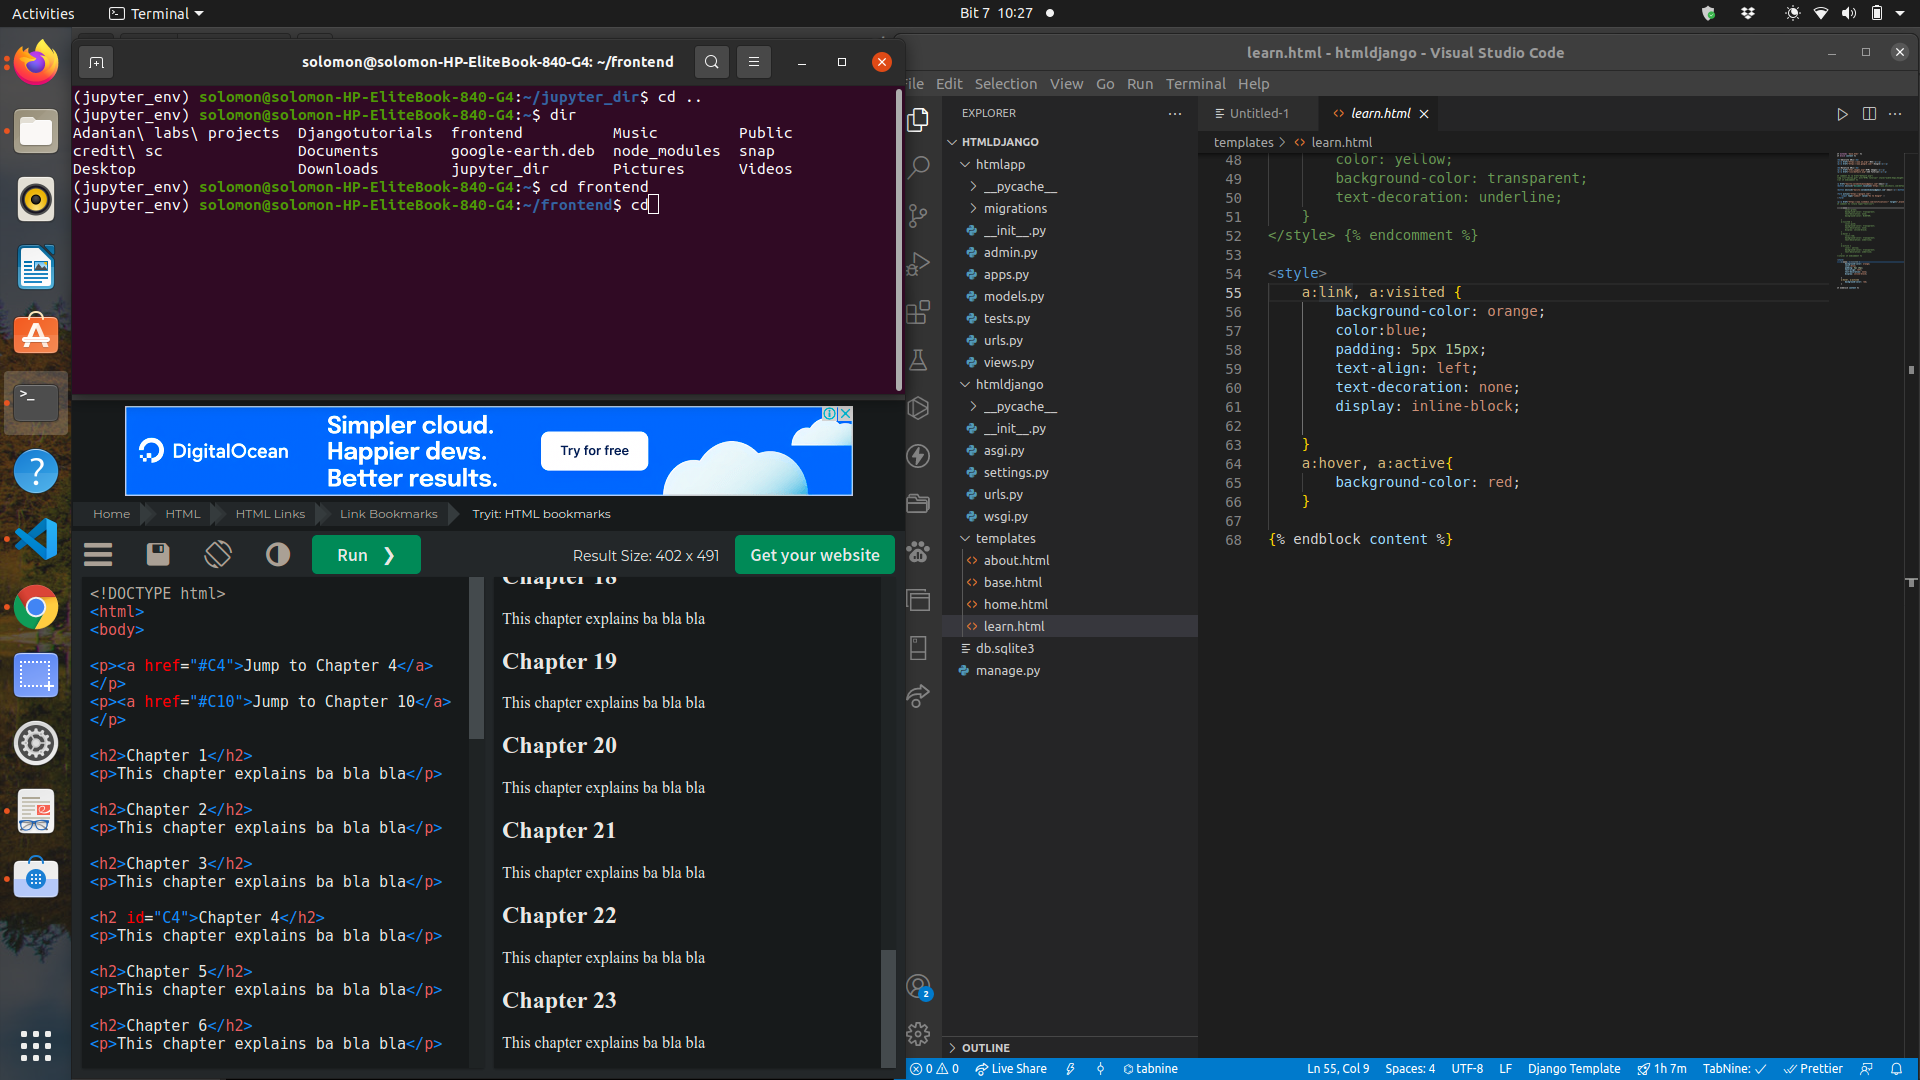 Activities
Terminal
Bit 7  10:27
solomon@solomon-HP-EliteBook-840-G4: ~/frontend
(jupyter_env) solomon@solomon-HP-EliteBook-840-G4:~/jupyter_dir$ cd ..
(jupyter_env) solomon@solomon-HP-EliteBook-840-G4:~$ dir
Adanian\ labs\ projects  Djangotutorials  frontend          Music         Public
credit\ sc               Documents        google-earth.deb  node_modules  snap
Desktop                  Downloads        jupyter_dir       Pictures      Videos
(jupyter_env) solomon@solomon-HP-EliteBook-840-G4:~$ cd frontend
(jupyter_env) solomon@solomon-HP-EliteBook-840-G4:~/frontend$ cd
DigitalOcean
Simpler cloud.
Happier devs.
Better results.
Try for free
Home
HTML
HTML Links
Link Bookmarks
Tryit: HTML bookmarks
Run ❯
Result Size: 402 x 491
Get your website
<!DOCTYPE html>
<html>
<body>
<p><a href="#C4">Jump to Chapter 4</a>
</p>
<p><a href="#C10">Jump to Chapter 10</a>
</p>
<h2>Chapter 1</h2>
<p>This chapter explains ba bla bla</p>
<h2>Chapter 2</h2>
<p>This chapter explains ba bla bla</p>
<h2>Chapter 3</h2>
<p>This chapter explains ba bla bla</p>
<h2 id="C4">Chapter 4</h2>
<p>This chapter explains ba bla bla</p>
<h2>Chapter 5</h2>
<p>This chapter explains ba bla bla</p>
<h2>Chapter 6</h2>
<p>This chapter explains ba bla bla</p>
Chapter 18
This chapter explains ba bla bla
Chapter 19
This chapter explains ba bla bla
Chapter 20
This chapter explains ba bla bla
Chapter 21
This chapter explains ba bla bla
Chapter 22
This chapter explains ba bla bla
Chapter 23
This chapter explains ba bla bla
learn.html - htmldjango - Visual Studio Code
Edit Selection View Go Run Terminal Help
EXPLORER
HTMLDJANGO
htmlapp
__pycache__
migrations
__init__.py
admin.py
apps.py
models.py
tests.py
urls.py
views.py
htmldjango
__pycache__
__init__.py
asgi.py
settings.py
urls.py
wsgi.py
templates
about.html
base.html
home.html
learn.html
db.sqlite3
manage.py
OUTLINE
Untitled-1
learn.html
templates > learn.html
48 color: yellow;
49 background-color: transparent;
50 text-decoration: underline;
51 }
52 </style> {% endcomment %}
53
54 <style>
55 a:link, a:visited {
56 background-color: orange;
57 color:blue;
58 padding: 5px 15px;
59 text-align: left;
60 text-decoration: none;
61 display: inline-block;
62
63 }
64 a:hover, a:active{
65 background-color: red;
66 }
67
68 {% endblock content %}
2
0 0 Live Share tabnine
Ln 55, Col 9 Spaces: 4 UTF-8 LF Django Template 1h 7m TabNine: Prettier